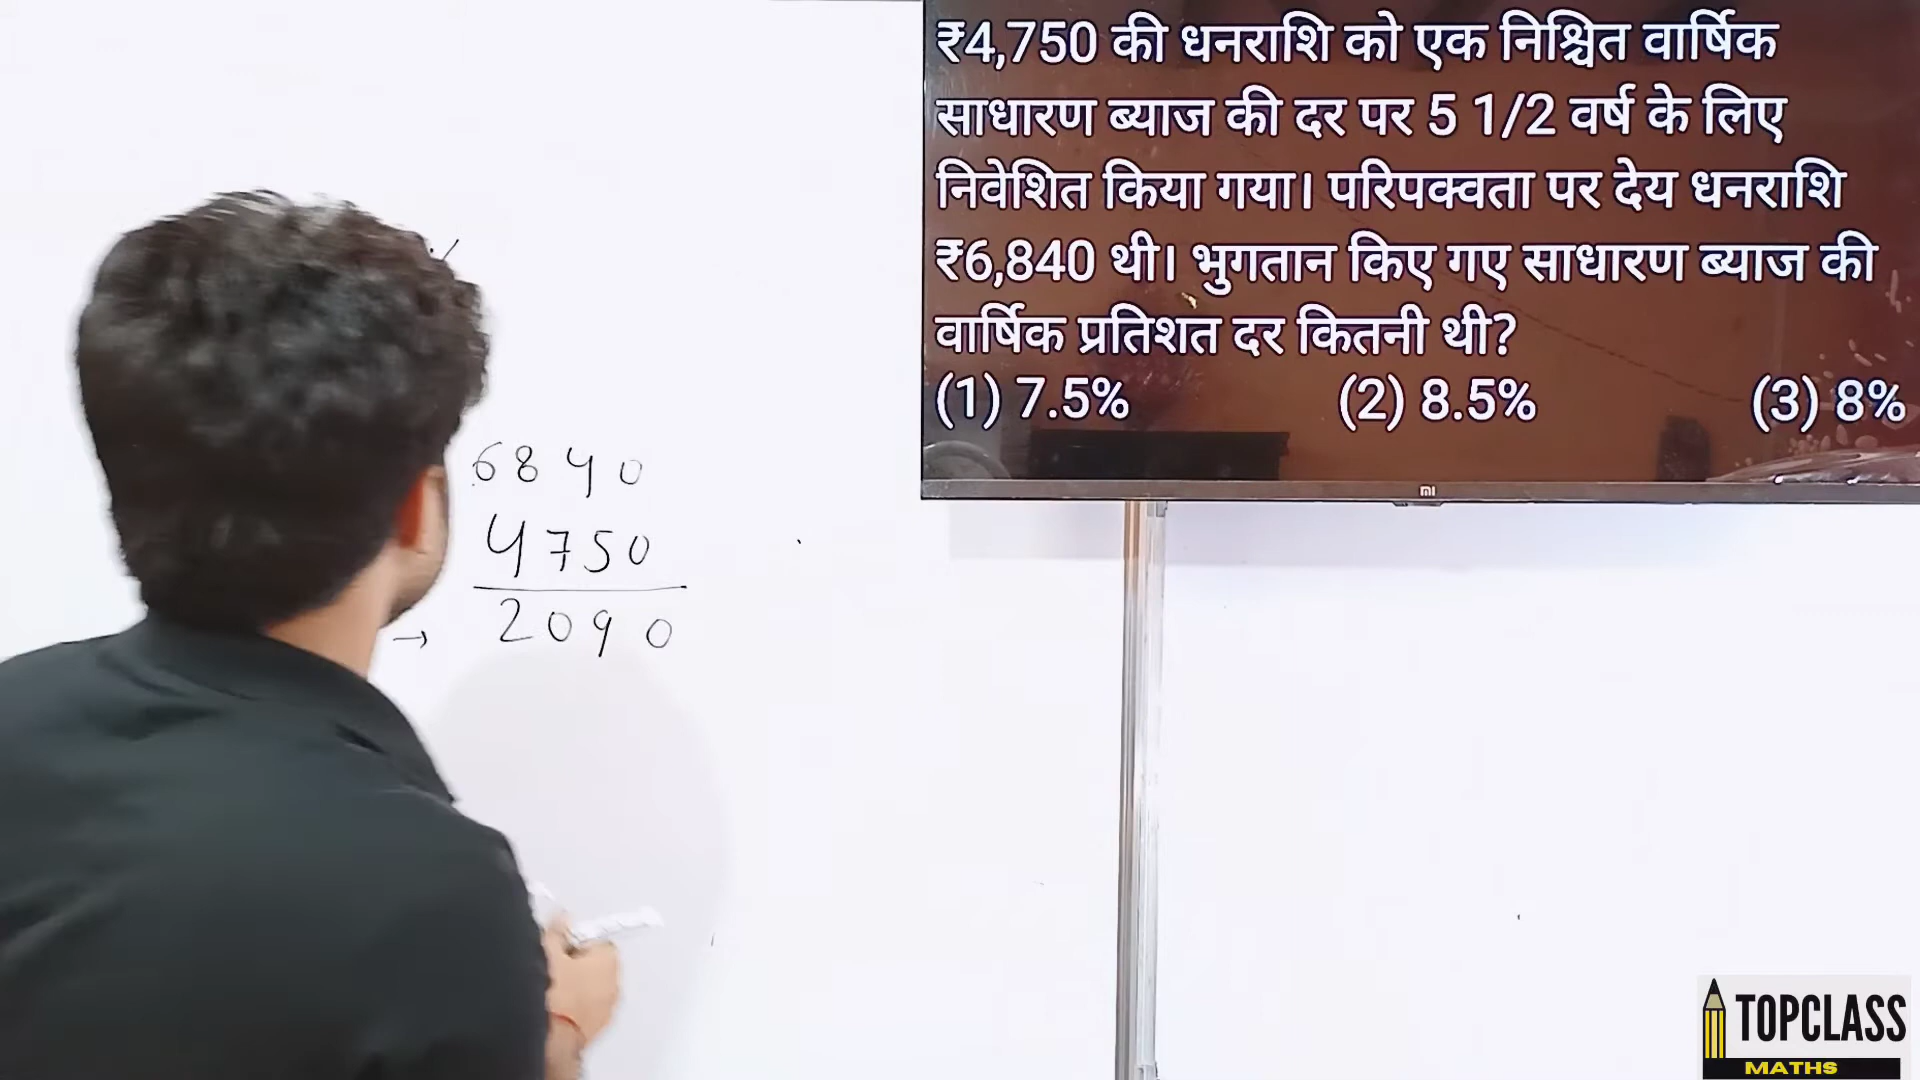 ₹4,750 की धनराशि को एक निश्चित वार्षिक
साधारण ब्याज की दर पर 5 1/2 वर्ष के लिए
निवेशित किया गया। परिपक्वता पर देय धनराशि
₹6,840 थी। भुगतान किए गए साधारण ब्याज की
वार्षिक प्रतिशत दर कितनी थी?
(1) 7.5% (2) 8.5% (3) 8%
mi
6840
4750
→ 2090
TOPCLASS
MATHS